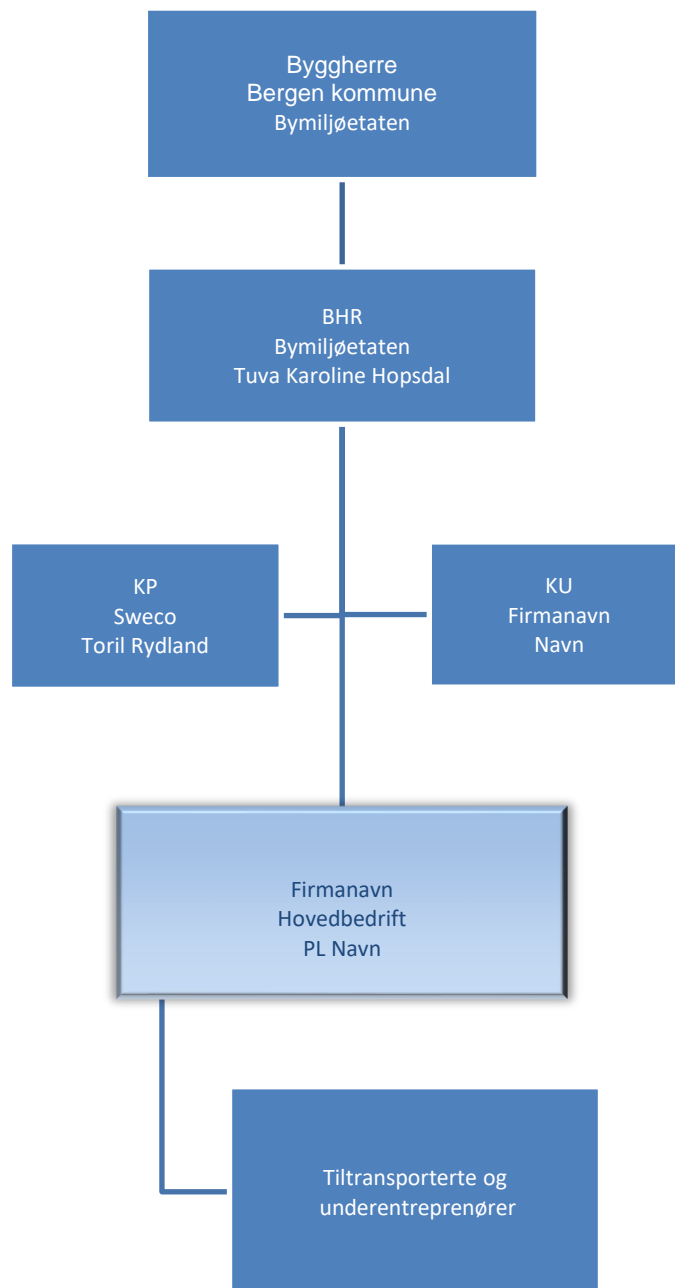 Byggherre
Bergen kommune
Bymiljøetaten
BHR
Bymiljøetaten
Tuva Karoline Hopsdal
KP
Sweco
Toril Rydland
KU
Firmanavn
Navn
Firmanavn
Hovedbedrift
PL Navn
Tiltransporterte og
underentreprenører